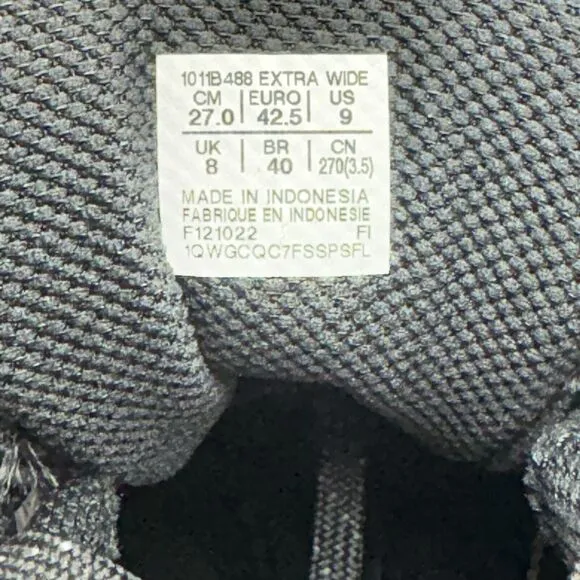 1011B488 EXTRA WIDE
CM | EURO | US
27.0 | 42.5 | 9
UK | BR | CN
8 | 40 | 270(3.5)
MADE IN INDONESIA
FABRIQUE EN INDONESIE
F121022 FI
1QWGCQC7FSSPSFL